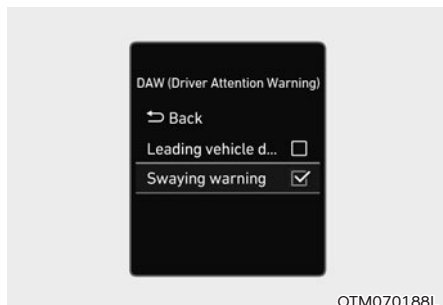 DAW (Driver Attention Warning)
Back
Leading vehicle d...
Swaying warning
OTM070188L